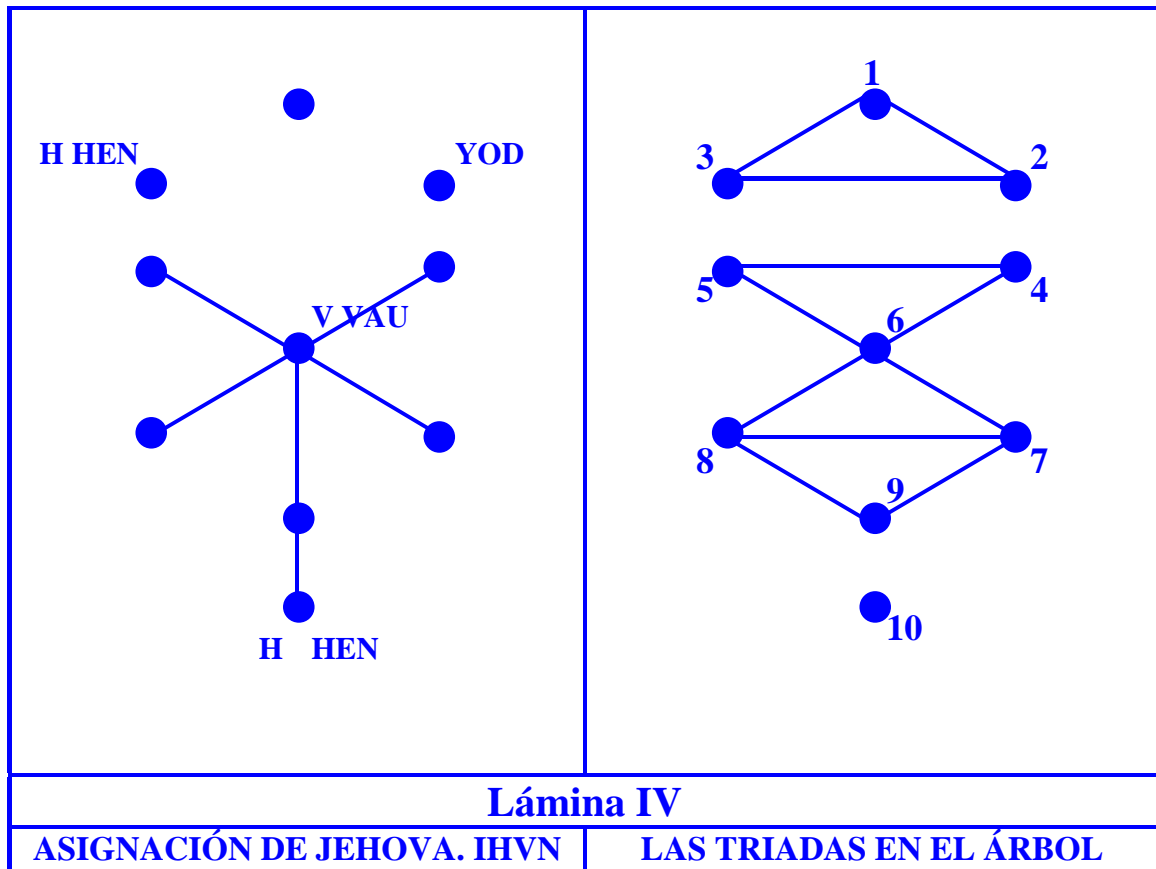 H HEN
YOD
V VAU
H HEN
1
3
2
5
4
6
8
7
9
10
Lámina IV
ASIGNACIÓN DE JEHOVA. IHVN
LAS TRIADAS EN EL ÁRBOL